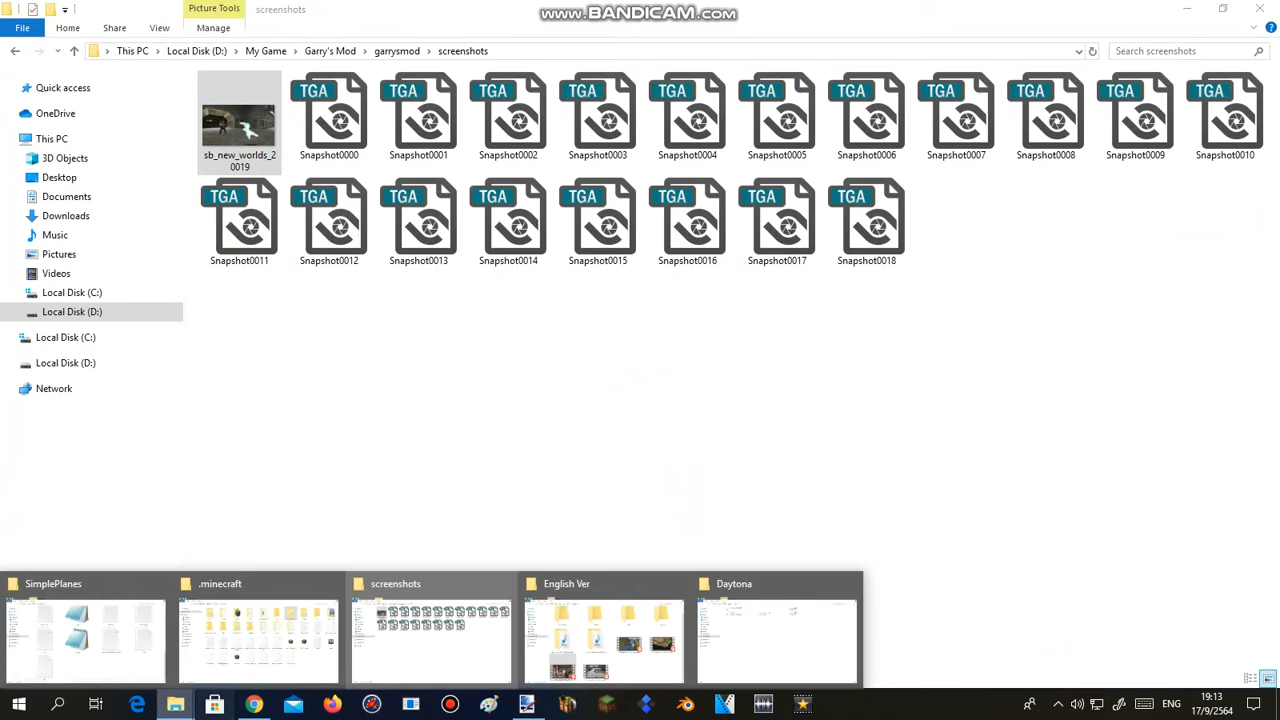 Picture Tools
screenshots
www.BANDICAM.com
File
Home
Share
View
Manage
This PC
Local Disk (D:)
My Game
Garry's Mod
garrysmod
screenshots
Search screenshots
Quick access
OneDrive
This PC
3D Objects
Desktop
Documents
Downloads
Music
Pictures
Videos
Local Disk (C:)
Local Disk (D:)
Local Disk (C:)
Local Disk (D:)
Network
TGA TGA TGA TGA TGA TGA TGA TGA TGA TGA TGA
sb_new_worlds_2
0019
Snapshot0000
Snapshot0001
Snapshot0002
Snapshot0003
Snapshot0004
Snapshot0005
Snapshot0006
Snapshot0007
Snapshot0008
Snapshot0009
Snapshot0010
TGA TGA TGA TGA TGA TGA TGA TGA
Snapshot0011
Snapshot0012
Snapshot0013
Snapshot0014
Snapshot0015
Snapshot0016
Snapshot0017
Snapshot0018
SimplePlanes
.minecraft
screenshots
English Ver
Daytona
ENG
19:13
17/9/2564